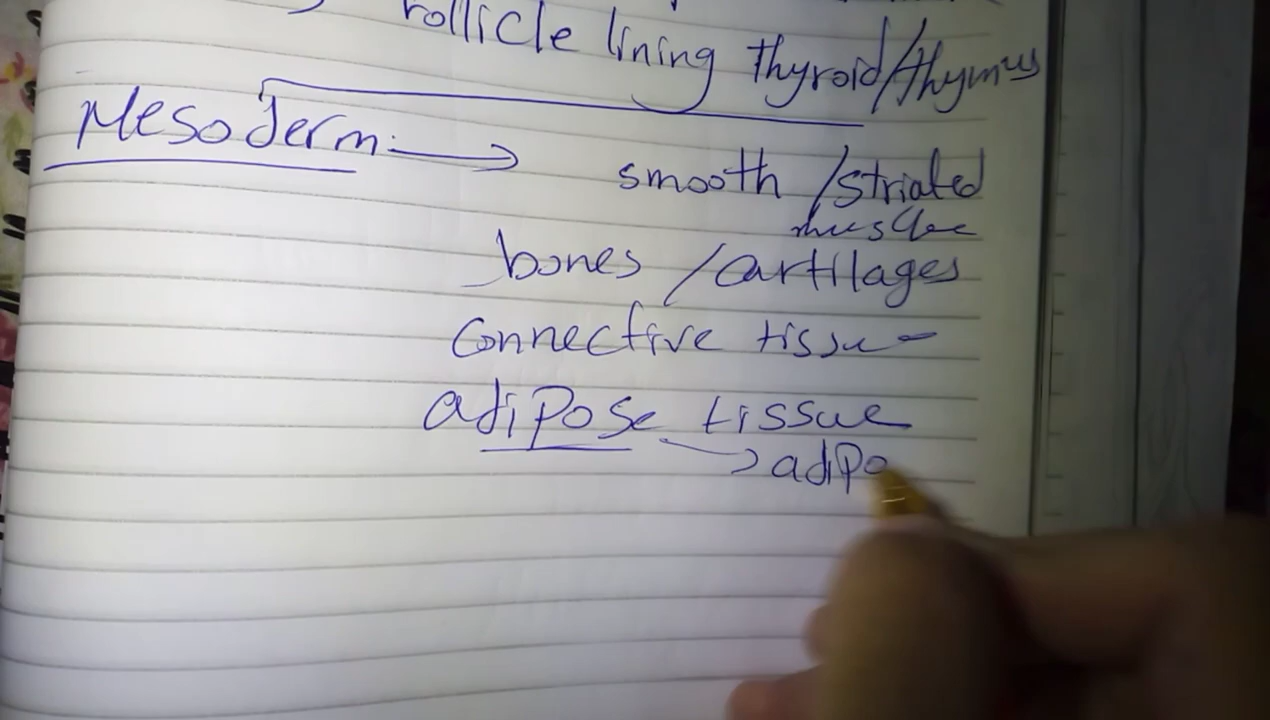 follicle lining thyroid/thymus
Mesoderm: → smooth /striated
muscle
bones /cartilages
connective tissue
adipose tissue
→ adipo